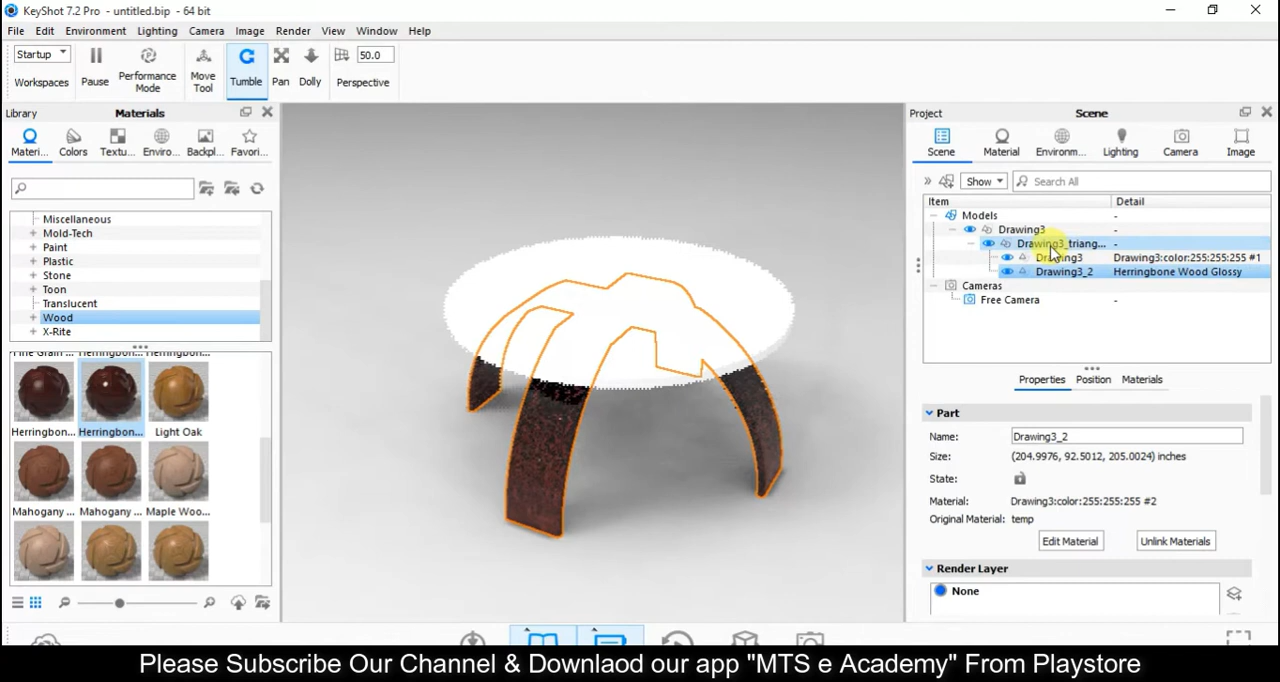 KeyShot 7.2 Pro - untitled.bip - 64 bit
File Edit Environment Lighting Camera Image Render View Window Help
Startup 50.0
Workspaces Pause Performance Mode Move Tool Tumble Pan Dolly Perspective
Library Materials
Materi... Colors Textu... Enviro... Backpl... Favori...
Miscellaneous
Mold-Tech
Paint
Plastic
Stone
Toon
Translucent
Wood
X-Rite
Herringbon... Herringbon... Light Oak
Mahogany ... Mahogany ... Maple Woo...
Project Scene
Scene Material Environm... Lighting Camera Image
Show Search All
Item Detail
Models -
Drawing3 -
Drawing3_triang... -
Drawing3 Drawing3:color:255:255:255 #1
Drawing3_2 Herringbone Wood Glossy
Cameras
Free Camera -
Properties Position Materials
Part
Name: Drawing3_2
Size: (204.9976, 92.5012, 205.0024) inches
State:
Material: Drawing3:color:255:255:255 #2
Original Material: temp
Edit Material Unlink Materials
Render Layer
None
Please Subscribe Our Channel & Downlaod our app "MTS e Academy" From Playstore